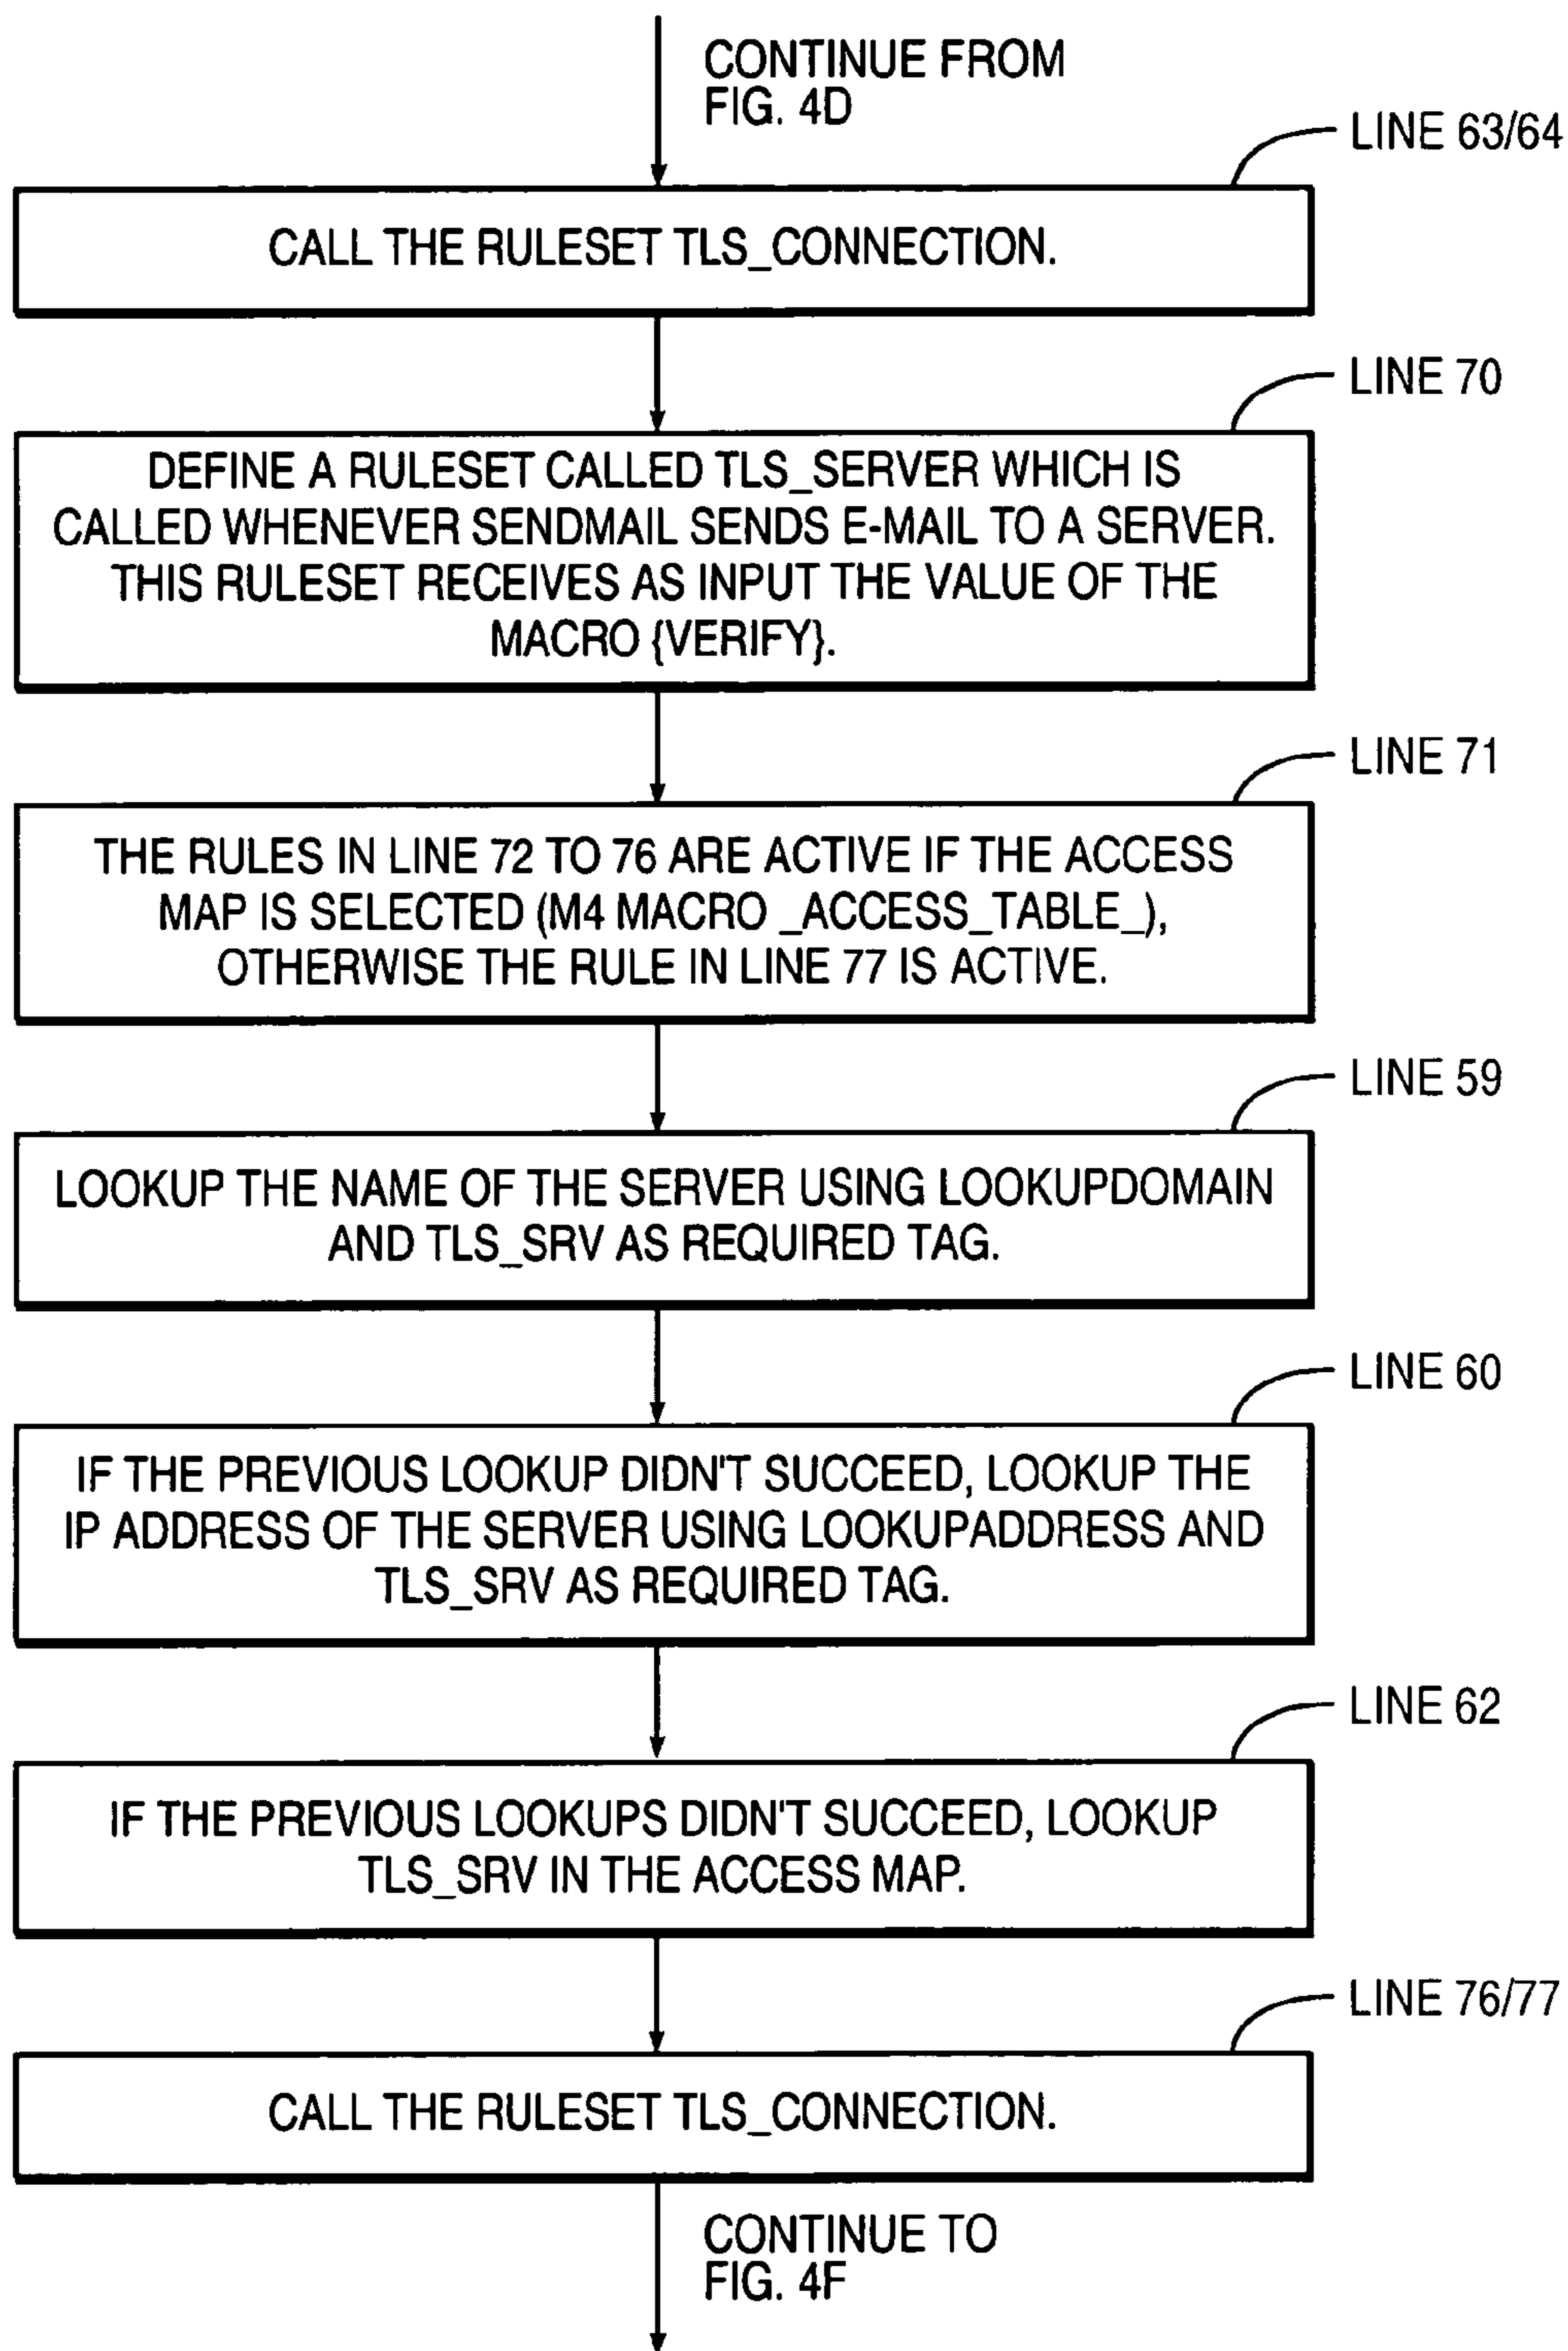 CONTINUE FROM
FIG. 4D
LINE 63/64
CALL THE RULESET TLS_CONNECTION.
LINE 70
DEFINE A RULESET CALLED TLS_SERVER WHICH IS
CALLED WHENEVER SENDMAIL SENDS E-MAIL TO A SERVER.
THIS RULESET RECEIVES AS INPUT THE VALUE OF THE
MACRO {VERIFY}.
LINE 71
THE RULES IN LINE 72 TO 76 ARE ACTIVE IF THE ACCESS
MAP IS SELECTED (M4 MACRO _ACCESS_TABLE_),
OTHERWISE THE RULE IN LINE 77 IS ACTIVE.
LINE 59
LOOKUP THE NAME OF THE SERVER USING LOOKUPDOMAIN
AND TLS_SRV AS REQUIRED TAG.
LINE 60
IF THE PREVIOUS LOOKUP DIDN'T SUCCEED, LOOKUP THE
IP ADDRESS OF THE SERVER USING LOOKUPADDRESS AND
TLS_SRV AS REQUIRED TAG.
LINE 62
IF THE PREVIOUS LOOKUPS DIDN'T SUCCEED, LOOKUP
TLS_SRV IN THE ACCESS MAP.
LINE 76/77
CALL THE RULESET TLS_CONNECTION.
CONTINUE TO
FIG. 4F